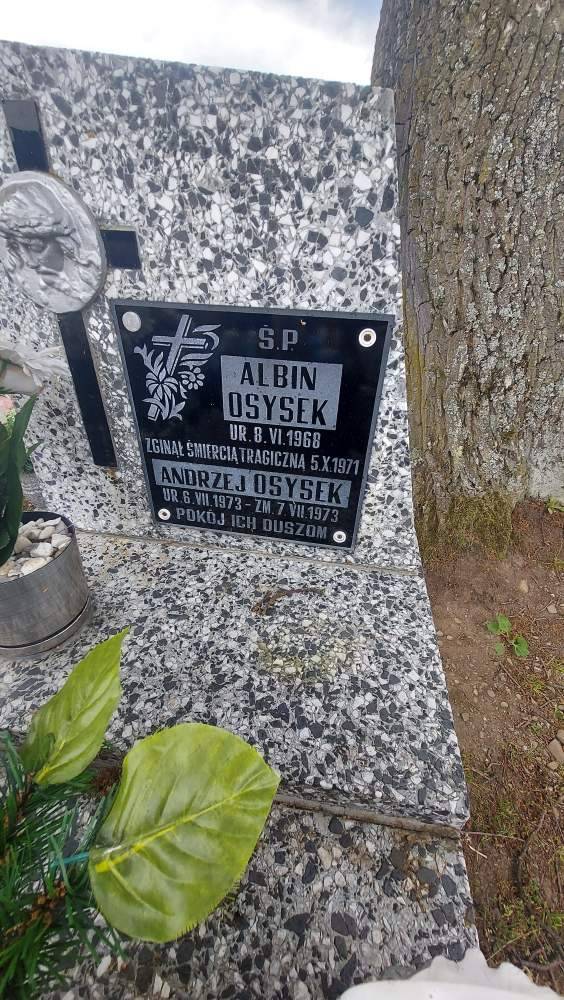 Ś.P.
ALBIN
OSYSEK
UR. 8.VI.1968
ZGINĄŁ ŚMIERCIĄ TRAGICZNĄ 5.X.1971
ANDRZEJ OSYSEK
UR. 6.VII.1973 - ZM. 7.VII.1973
POKÓJ ICH DUSZOM